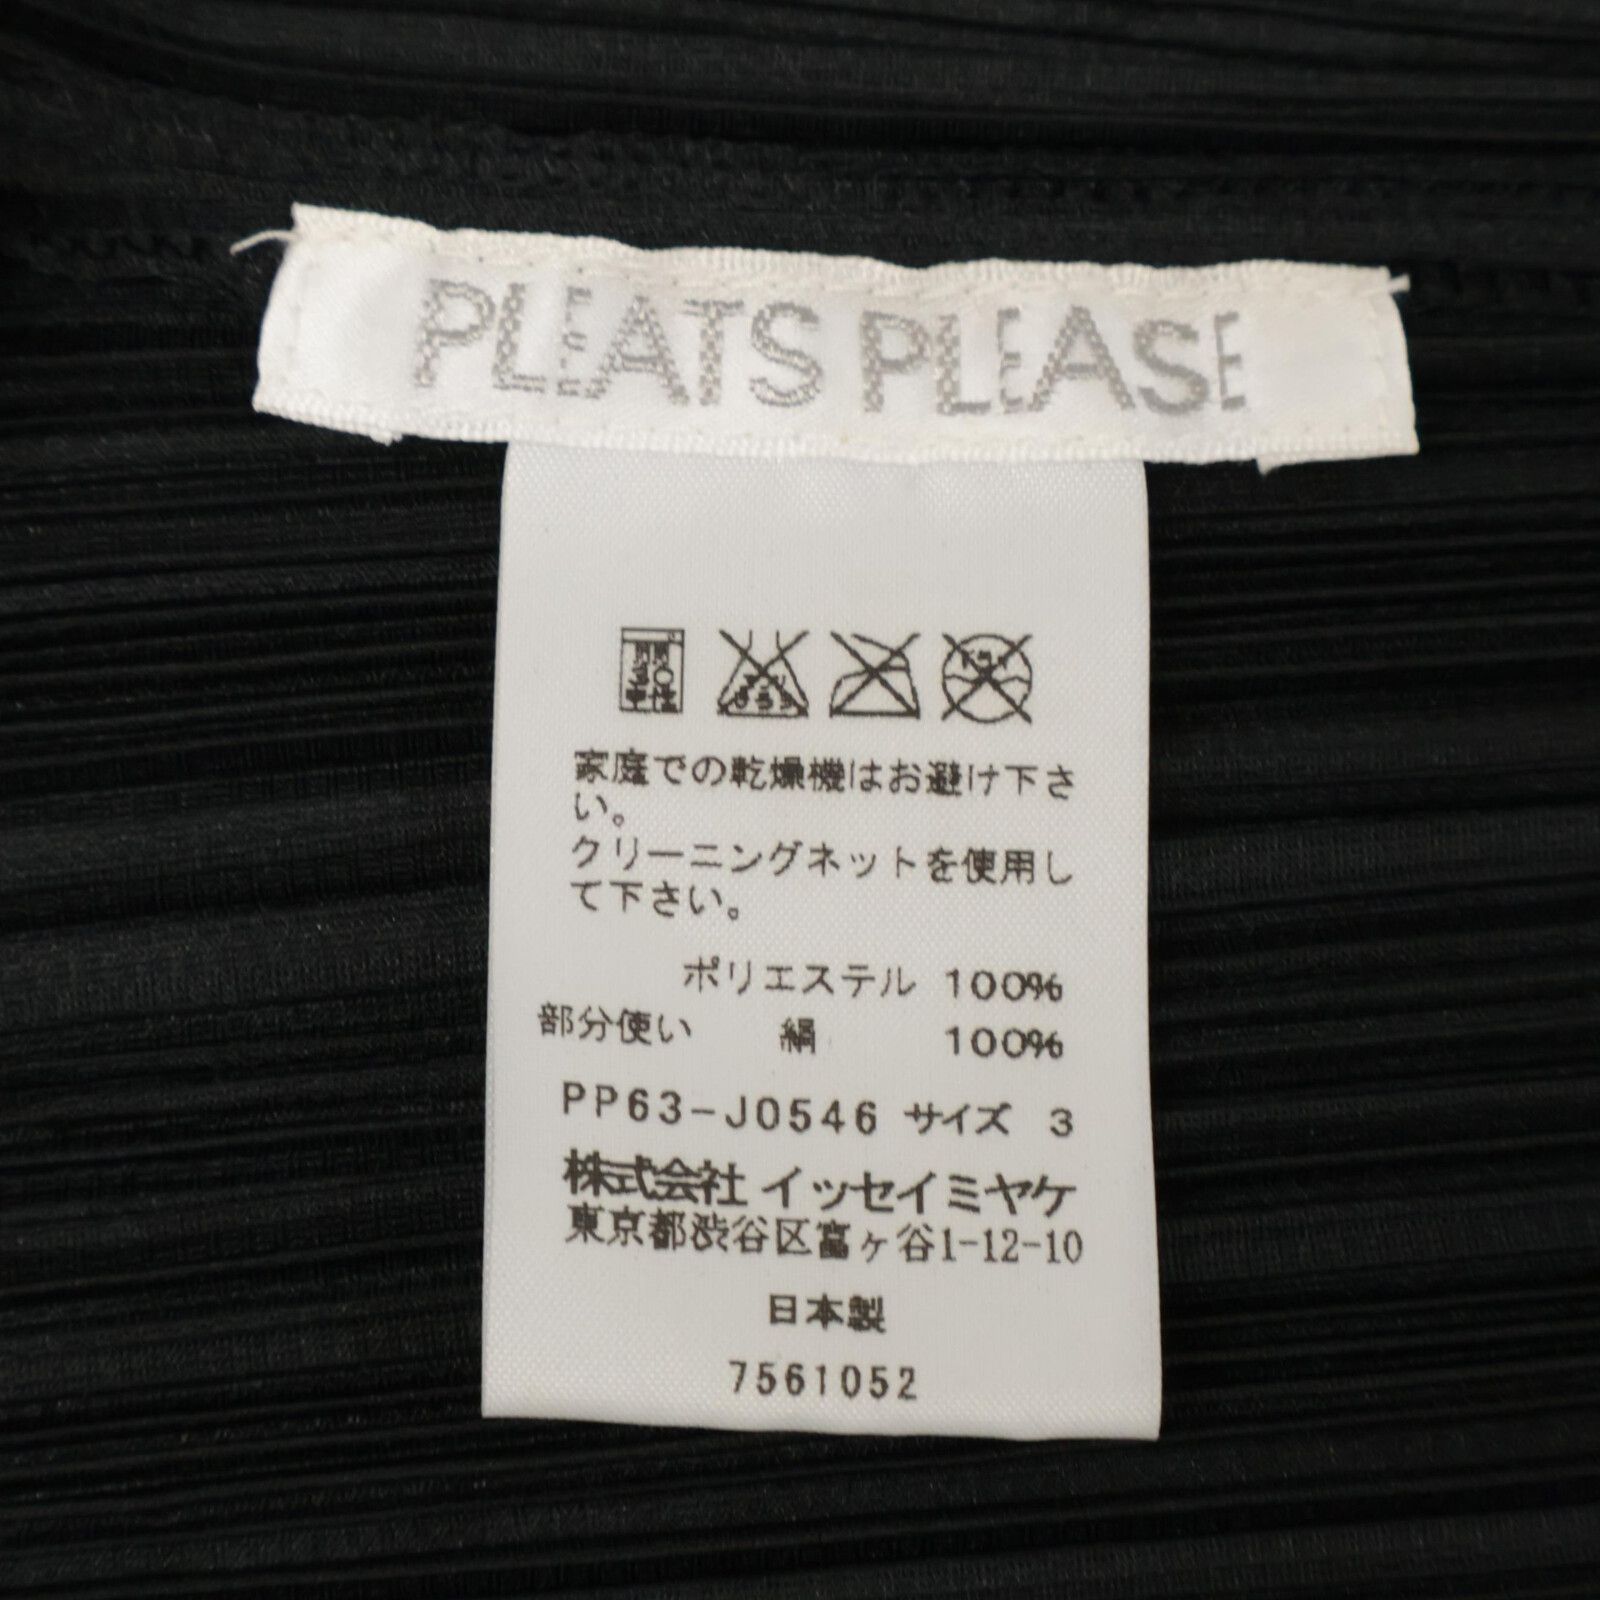 PLEATS PLEASE
家庭での乾燥機はお避け下さ
い。
クリーニングネットを使用し
て下さい。
ポリエステル 100%
部分使い 絹 100%
PP63-J0546 サイズ 3
株式会社 イッセイミヤケ
東京都渋谷区富ヶ谷1-12-10
日本製
7561052